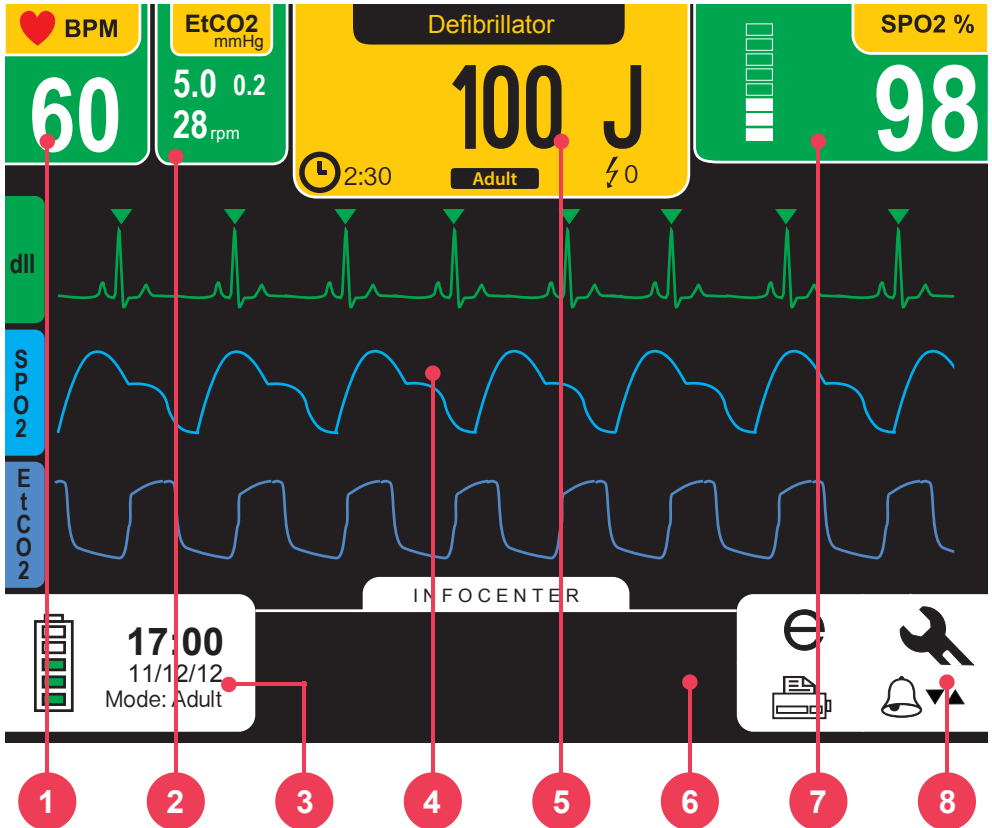 BPM
60
EtCO2
mmHg
5.0 0.2
28 rpm
Defibrillator
100 J
2:30
Adult
0
SPO2 %
98
dII
SPO2
EtCO2
INFOCENTER
17:00
11/12/12
Mode: Adult
e
1 2 3 4 5 6 7 8